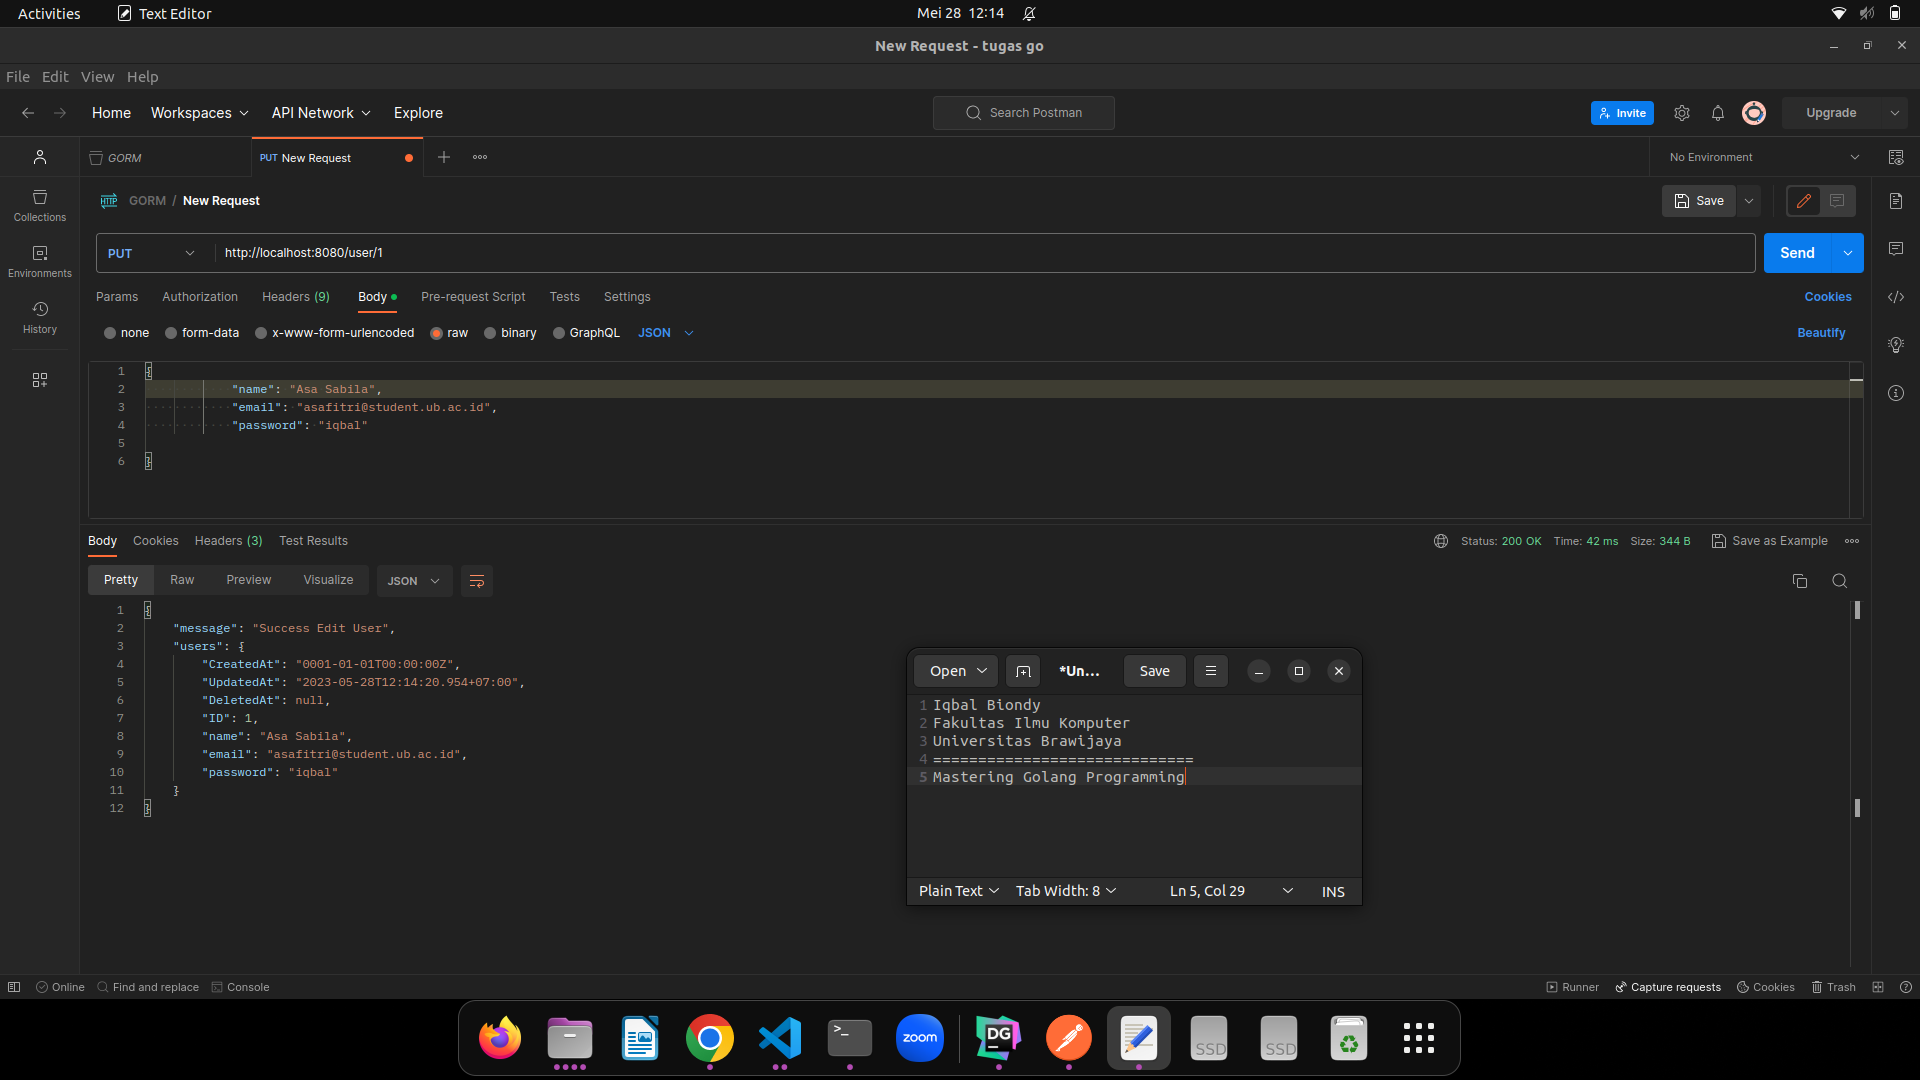 Activities Text Editor Mei 28 12:14
New Request - tugas go
File Edit View Help
Home Workspaces API Network Explore Search Postman Invite Upgrade
GORM PUT New Request No Environment
GORM / New Request Save
PUT http://localhost:8080/user/1 Send
Params Authorization Headers (9) Body Pre-request Script Tests Settings Cookies
none form-data x-www-form-urlencoded raw binary GraphQL JSON Beautify
Collections
Environments
History
1 {
2 "name": "Asa Sabila",
3 "email": "asafitri@student.ub.ac.id",
4 "password": "iqbal"
5
6 }
Body Cookies Headers (3) Test Results Status: 200 OK Time: 42 ms Size: 344 B Save as Example
Pretty Raw Preview Visualize JSON
1 {
2 "message": "Success Edit User",
3 "users": {
4 "CreatedAt": "0001-01-01T00:00:00Z",
5 "UpdatedAt": "2023-05-28T12:14:20.954+07:00",
6 "DeletedAt": null,
7 "ID": 1,
8 "name": "Asa Sabila",
9 "email": "asafitri@student.ub.ac.id",
10 "password": "iqbal"
11 }
12 }
Open *Un... Save
1 Iqbal Biondy
2 Fakultas Ilmu Komputer
3 Universitas Brawijaya
4 =============================
5 Mastering Golang Programming
Plain Text Tab Width: 8 Ln 5, Col 29 INS
Online Find and replace Console Runner Capture requests Cookies Trash
>_ zoom DG SSD SSD